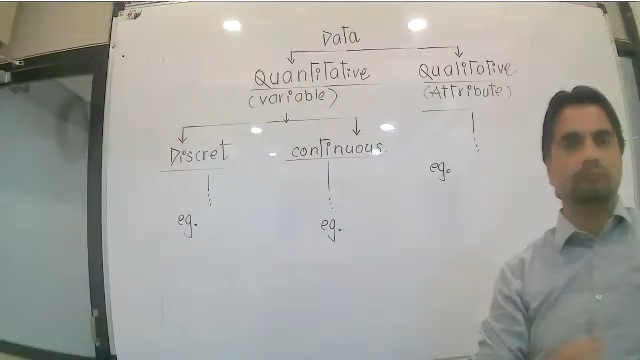 Data
Quantitative Qualitative
(variable) (Attribute)
Discret continuous
eg. eg. eg.